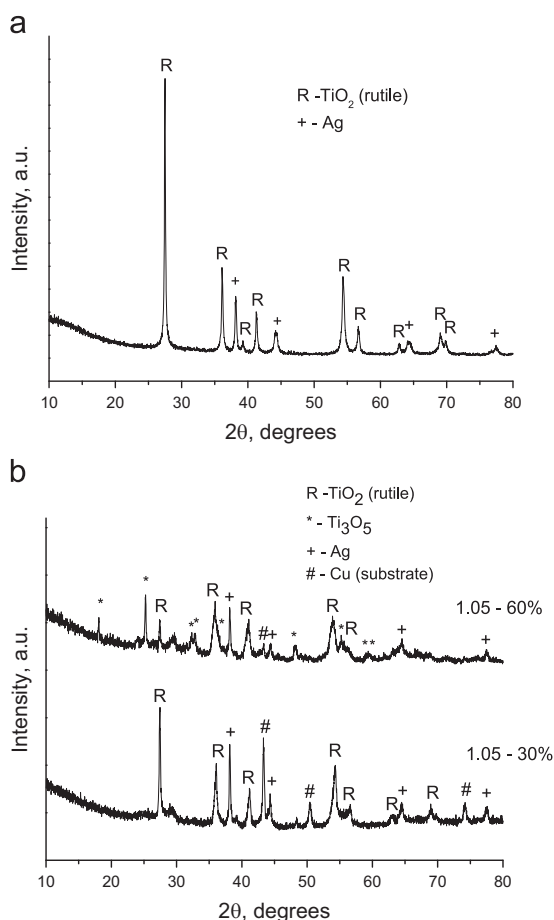 a
R -TiO₂ (rutile)
+ - Ag
R
R
+
R
R
+
R
R
R
+
R
R
+
Intensity, a.u.
10 20 30 40 50 60 70 80
2θ, degrees
b
R -TiO₂ (rutile)
* - Ti₃O₅
+ - Ag
# - Cu (substrate)
1.05 - 60%
* * R ** R * + R # + * R * R ** + +
1.05 - 30%
R R + R # + # R R R + R # +
Intensity, a.u.
10 20 30 40 50 60 70 80
2θ, degrees